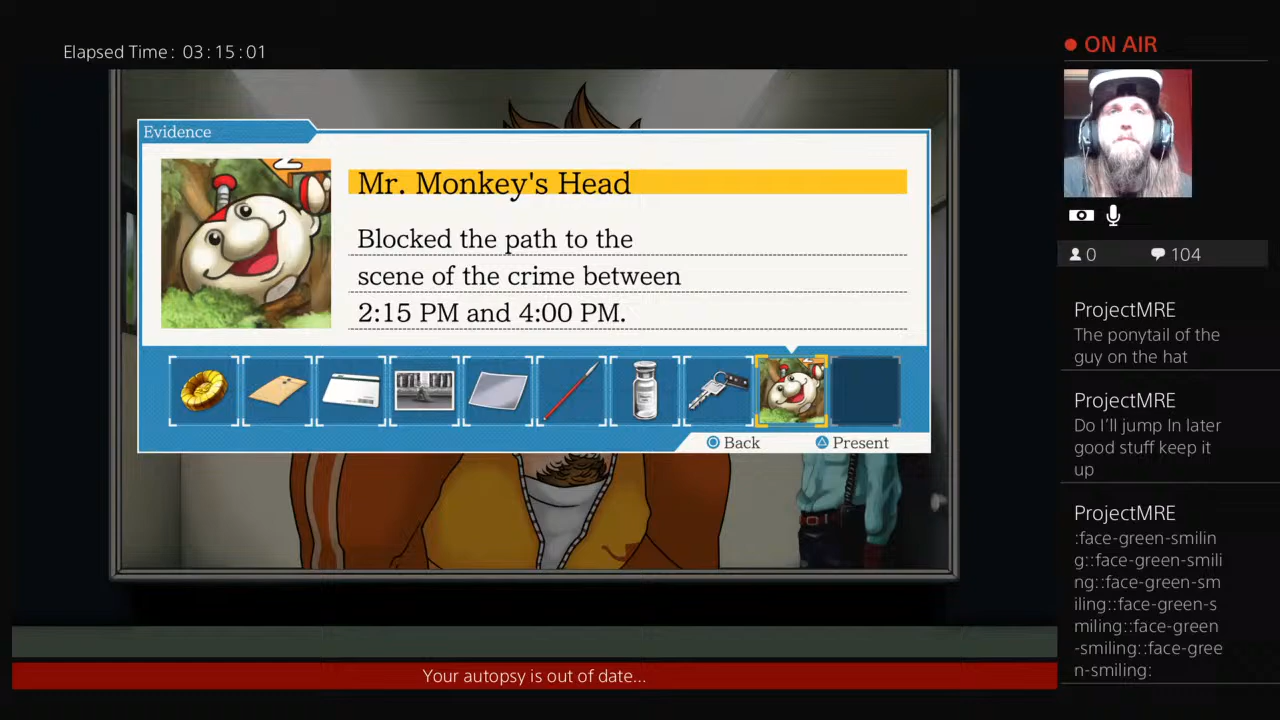 Elapsed Time: 03:15:01
ON AIR
Evidence
Mr. Monkey's Head
Blocked the path to the
scene of the crime between
2:15 PM and 4:00 PM.
Back
Present
0
104
ProjectMRE
The ponytail of the
guy on the hat
ProjectMRE
Do I'll jump In later
good stuff keep it
up
ProjectMRE
:face-green-smilin
g::face-green-smili
ng::face-green-sm
iling::face-green-s
miling::face-green
-smiling::face-gree
n-smiling:
Your autopsy is out of date...